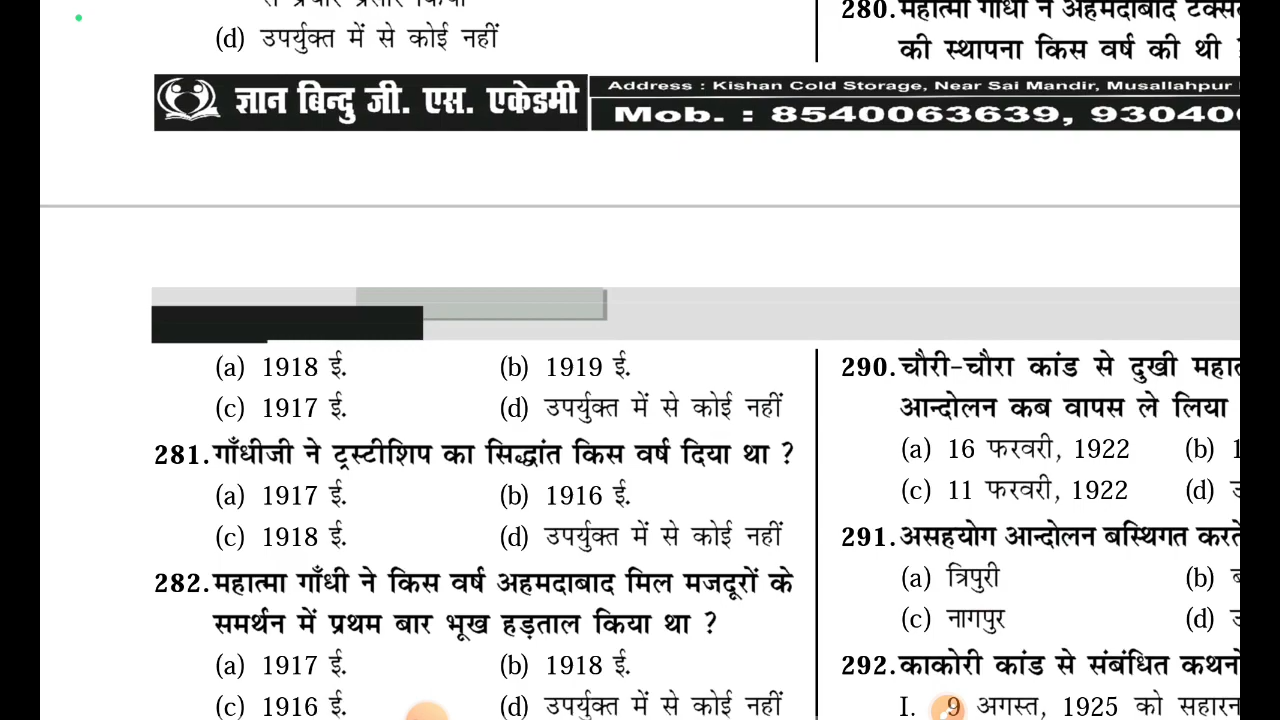 (d) उपर्युक्त में से कोई नहीं
280. महात्मा गाँधी ने अहमदाबाद
की स्थापना किस वर्ष की थी ?
ज्ञान बिन्दु जी. एस. एकेडमी
Address : Kishan Cold Storage, Near Sai Mandir, Musallahpur
Mob. : 8540063639, 93040
(a) 1918 ई.
(b) 1919 ई.
(c) 1917 ई.
(d) उपर्युक्त में से कोई नहीं
281. गाँधीजी ने ट्रस्टीशिप का सिद्धांत किस वर्ष दिया था ?
(a) 1917 ई.
(b) 1916 ई.
(c) 1918 ई.
(d) उपर्युक्त में से कोई नहीं
282. महात्मा गाँधी ने किस वर्ष अहमदाबाद मिल मजदूरों के
समर्थन में प्रथम बार भूख हड़ताल किया था ?
(a) 1917 ई.
(b) 1918 ई.
(c) 1916 ई.
(d) उपर्युक्त में से कोई नहीं
290. चौरी-चौरा कांड से दुखी
आन्दोलन कब वापस ले लिया
(a) 16 फरवरी, 1922
(b) 1
(c) 11 फरवरी, 1922
(d)
291. असहयोग आन्दोलन बस्थिगत करते
(a) त्रिपुरी
(b)
(c) नागपुर
(d)
292. काकोरी कांड से संबंधित
I. 9 अगस्त, 1925 को